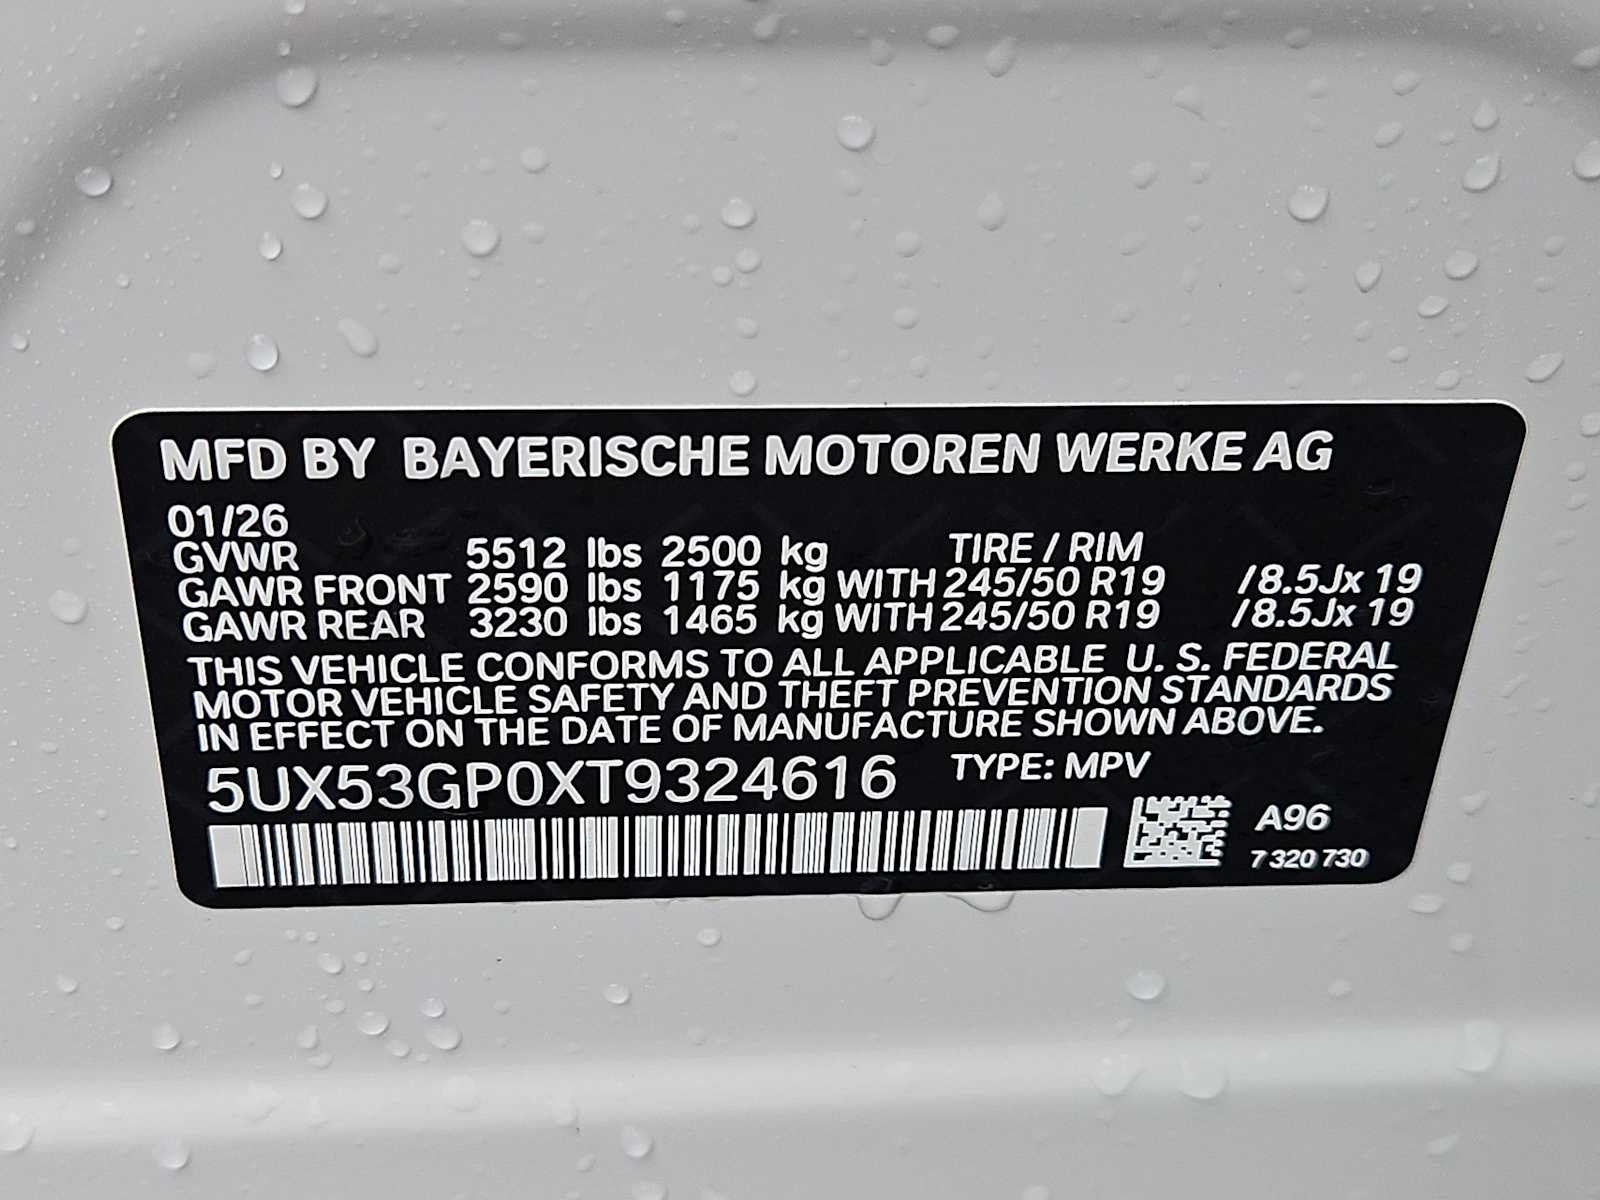 MFD BY BAYERISCHE MOTOREN WERKE AG
01/26
GVWR 5512 lbs 2500 kg TIRE / RIM
GAWR FRONT 2590 lbs 1175 kg WITH 245/50 R19 /8.5Jx 19
GAWR REAR 3230 lbs 1465 kg WITH 245/50 R19 /8.5Jx 19
THIS VEHICLE CONFORMS TO ALL APPLICABLE U. S. FEDERAL
MOTOR VEHICLE SAFETY AND THEFT PREVENTION STANDARDS
IN EFFECT ON THE DATE OF MANUFACTURE SHOWN ABOVE.
5UX53GP0XT9324616 TYPE: MPV
A96
7 320 730